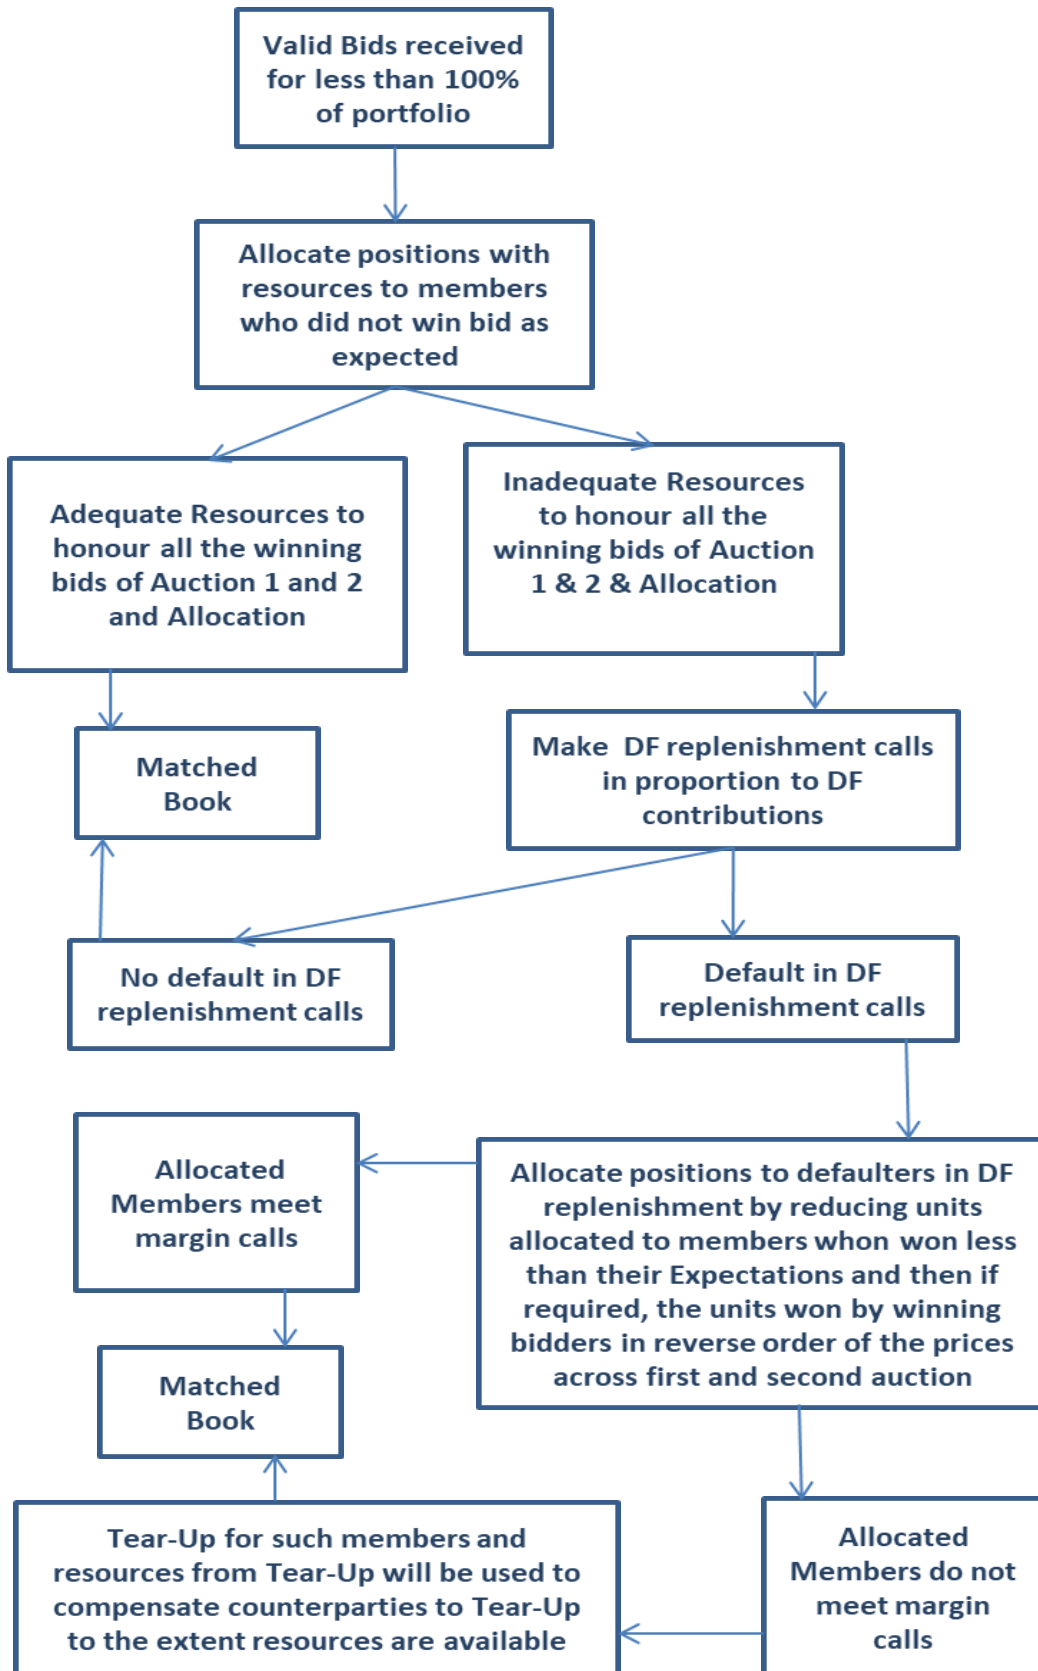 Valid Bids received
for less than 100%
of portfolio
Allocate positions with
resources to members
who did not win bid as
expected
Adequate Resources to
honour all the winning
bids of Auction 1 and 2
and Allocation
Inadequate Resources
to honour all the
winning bids of Auction
1 & 2 & Allocation
Matched
Book
Make DF replenishment calls
in proportion to DF
contributions
No default in DF
replenishment calls
Default in DF
replenishment calls
Allocated
Members meet
margin calls
Allocate positions to defaulters in DF
replenishment by reducing units
allocated to members whon won less
than their Expectations and then if
required, the units won by winning
bidders in reverse order of the prices
across first and second auction
Matched
Book
Tear-Up for such members and
resources from Tear-Up will be used to
compensate counterparties to Tear-Up
to the extent resources are available
Allocated
Members do not
meet margin
calls